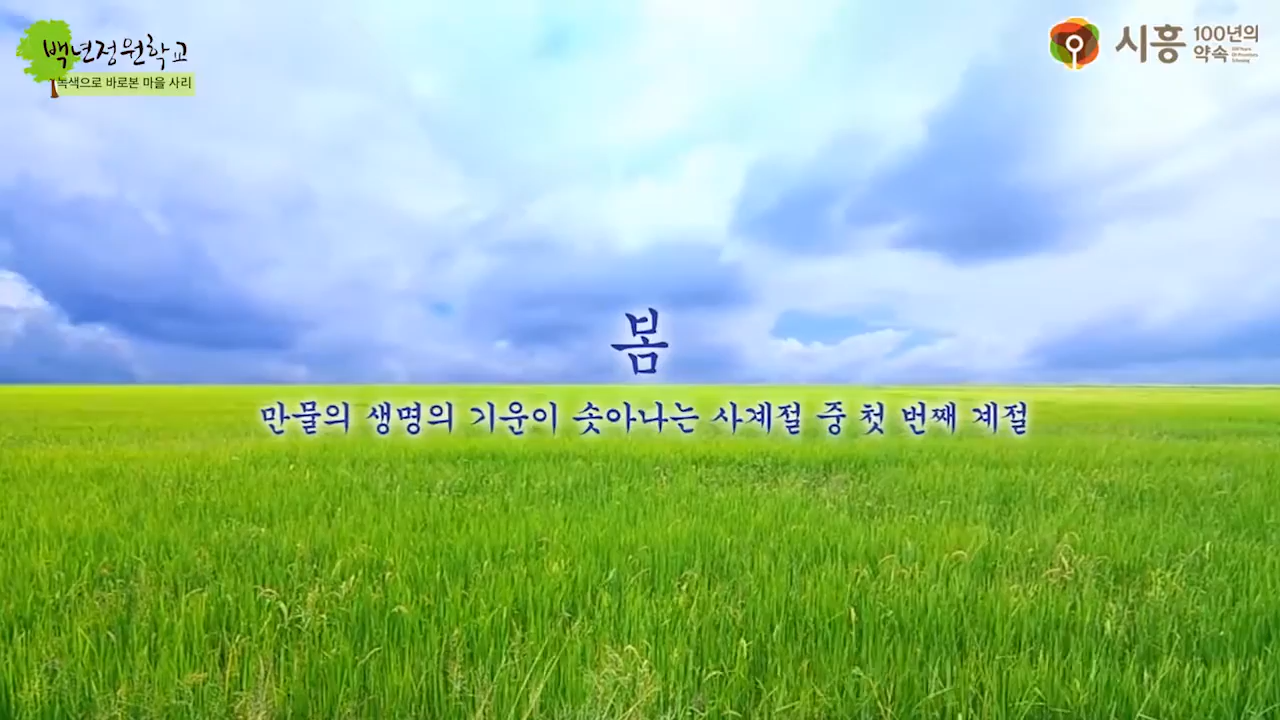 백년정원학교
녹색으로 바로본 마을 사리
시흥
100년의
약속
봄
만물의 생명의 기운이 솟아나는 사계절 중 첫 번째 계절